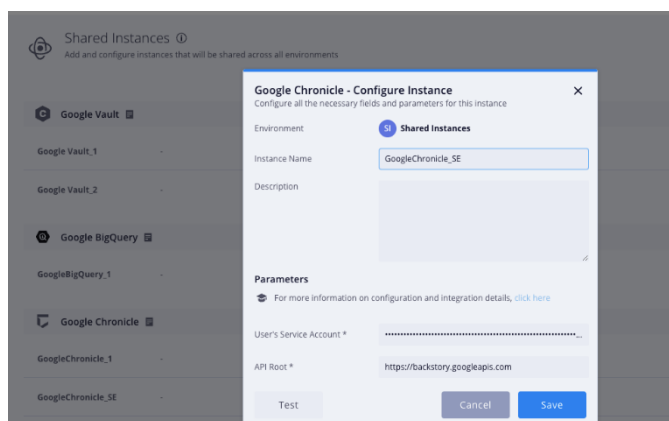 Shared Instances
Add and configure instances that will be shared across all environments
Google Vault
Google Vault_1 -
Google Vault_2 -
Google BigQuery
GoogleBigQuery_1 -
Google Chronicle
GoogleChronicle_1 -
GoogleChronicle_SE -
Google Chronicle - Configure Instance
Configure all the necessary fields and parameters for this instance
Environment SI Shared Instances
Instance Name GoogleChronicle_SE
Description
Parameters
For more information on configuration and integration details, click here
User's Service Account *
API Root * https://backstory.googleapis.com
Test Cancel Save